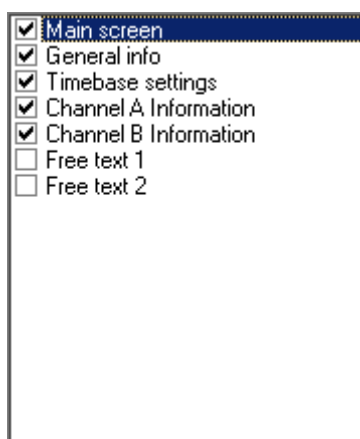 Main screen
General info
Timebase settings
Channel A Information
Channel B Information
Free text 1
Free text 2